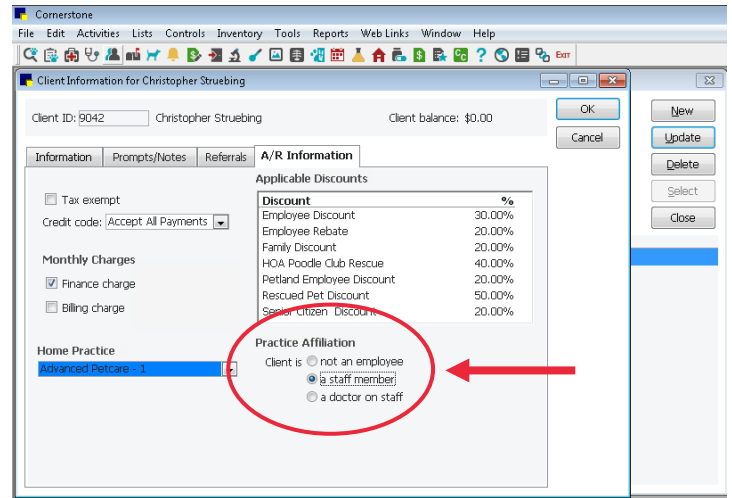 Cornerstone
File Edit Activities Lists Controls Inventory Tools Reports Web Links Window Help
EXIT
Client Information for Christopher Struebing
Client ID: 9042 Christopher Struebing Client balance: $0.00
OK
Cancel
New
Update
Delete
Select
Close
Information Prompts/Notes Referrals A/R Information
Tax exempt
Credit code: Accept All Payments
Monthly Charges
Finance charge
Billing charge
Home Practice
Advanced Petcare - 1
Applicable Discounts
Discount %
Employee Discount 30.00%
Employee Rebate 20.00%
Family Discount 20.00%
HOA Poodle Club Rescue 40.00%
Petland Employee Discount 20.00%
Rescued Pet Discount 50.00%
Senior Citizen Discount 20.00%
Practice Affiliation
Client is not an employee
a staff member
a doctor on staff